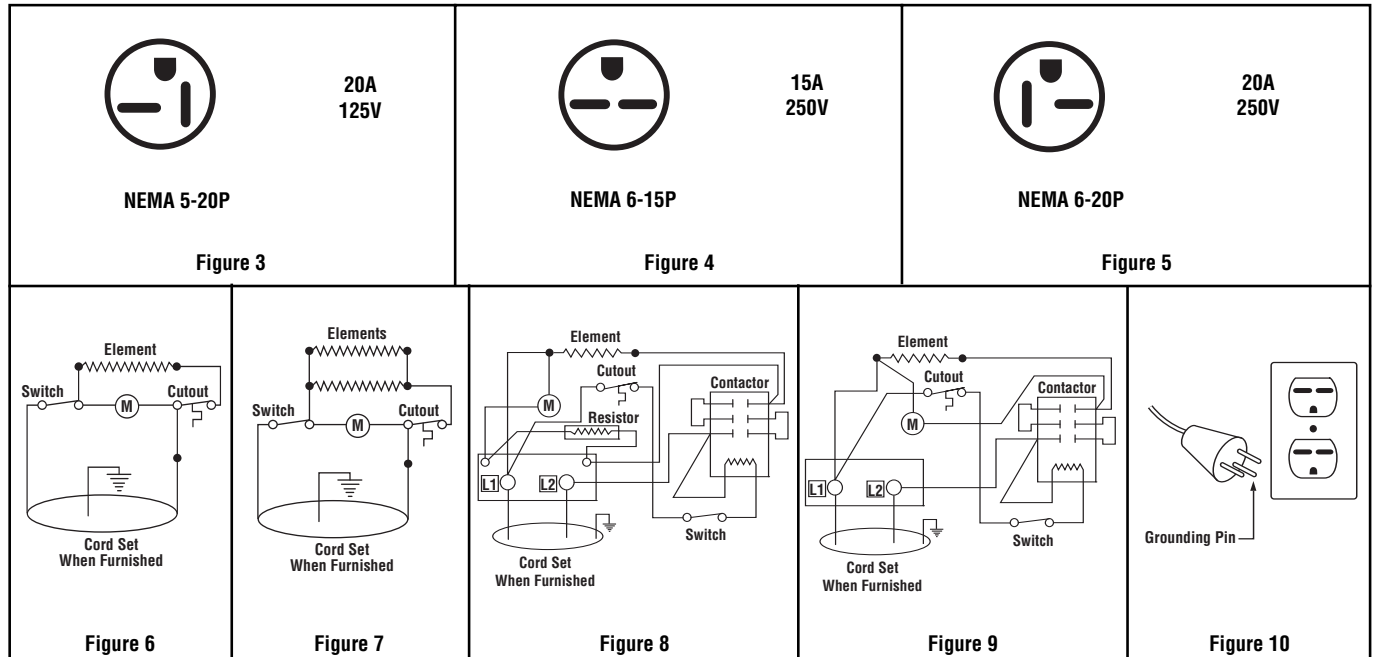 20A
125V
NEMA 5-20P
Figure 3
15A
250V
NEMA 6-15P
Figure 4
20A
250V
NEMA 6-20P
Figure 5
Element
Switch
Cutout
M
Cord Set
When Furnished
Figure 6
Elements
Switch
Cutout
M
Cord Set
When Furnished
Figure 7
Element
Cutout
Contactor
M
Resistor
L1
L2
Switch
Cord Set
When Furnished
Figure 8
Element
Cutout
Contactor
M
L1
L2
Switch
Cord Set
When Furnished
Figure 9
Grounding Pin
Figure 10